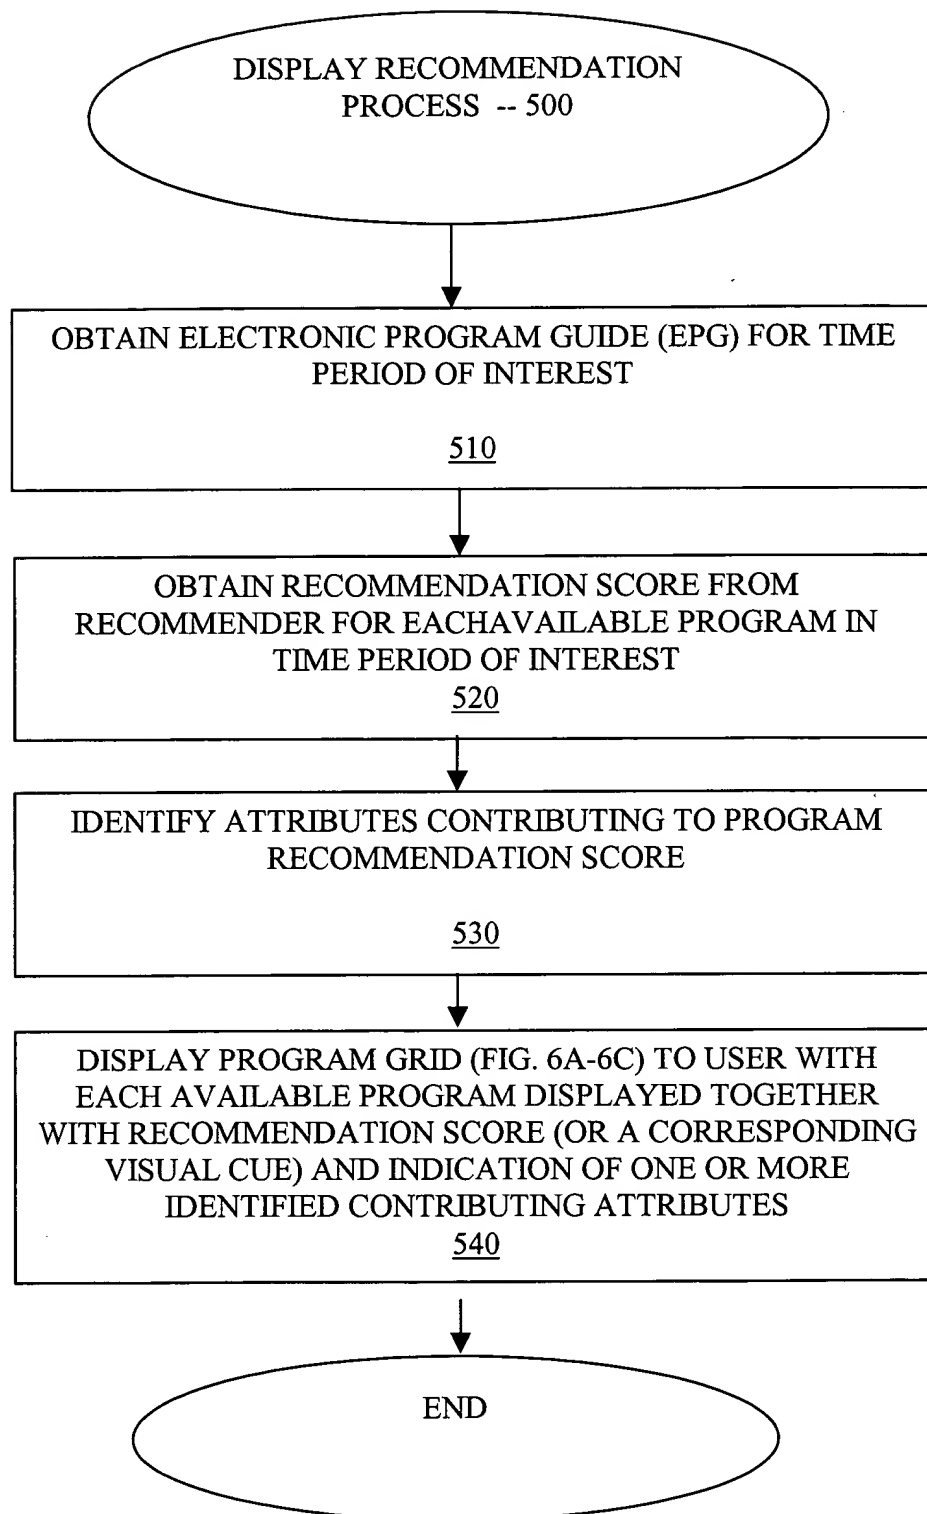 DISPLAY RECOMMENDATION
PROCESS -- 500
OBTAIN ELECTRONIC PROGRAM GUIDE (EPG) FOR TIME
PERIOD OF INTEREST
510
OBTAIN RECOMMENDATION SCORE FROM
RECOMMENDER FOR EACHAVAILABLE PROGRAM IN
TIME PERIOD OF INTEREST
520
IDENTIFY ATTRIBUTES CONTRIBUTING TO PROGRAM
RECOMMENDATION SCORE
530
DISPLAY PROGRAM GRID (FIG. 6A-6C) TO USER WITH
EACH AVAILABLE PROGRAM DISPLAYED TOGETHER
WITH RECOMMENDATION SCORE (OR A CORRESPONDING
VISUAL CUE) AND INDICATION OF ONE OR MORE
IDENTIFIED CONTRIBUTING ATTRIBUTES
540
END